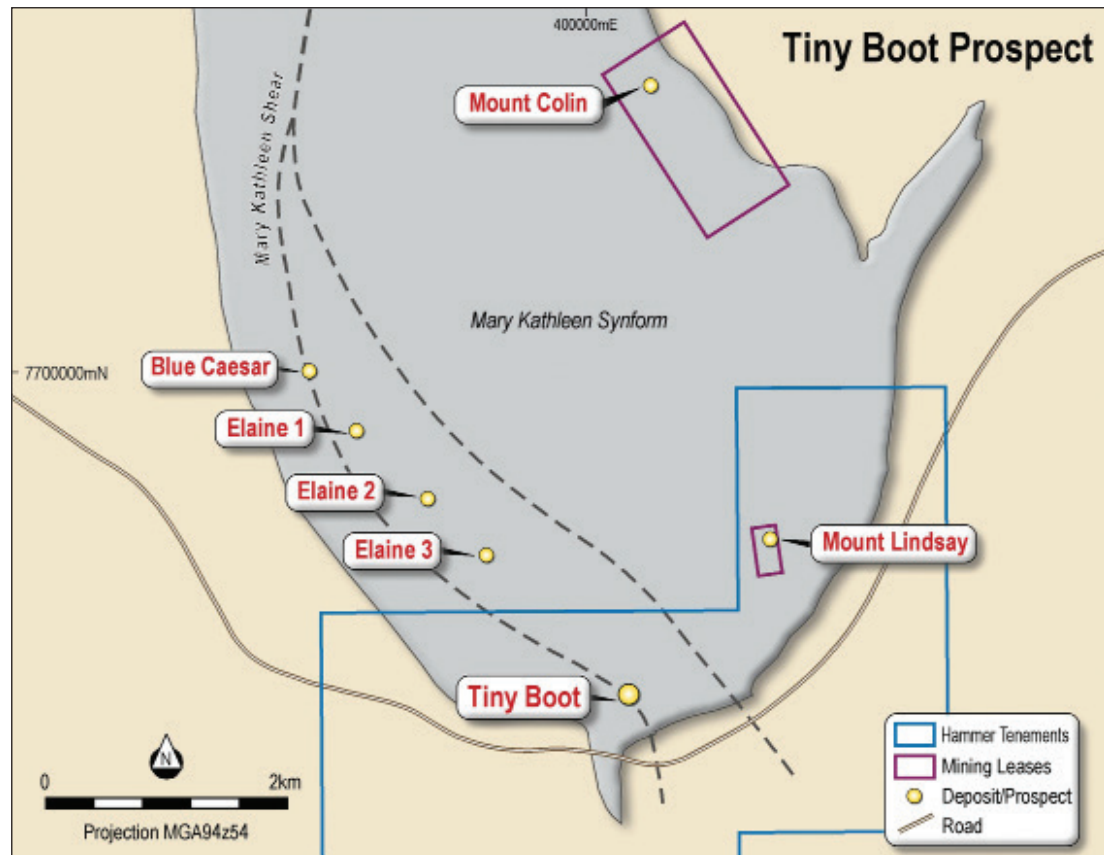 400000mE
Tiny Boot Prospect
Mount Colin
Mary Kathleen Shear
Mary Kathleen Synform
7700000mN
Blue Caesar
Elaine 1
Elaine 2
Elaine 3
Mount Lindsay
Tiny Boot
N
0 2km
Projection MGA94z54
Hammer Tenements
Mining Leases
Deposit/Prospect
Road